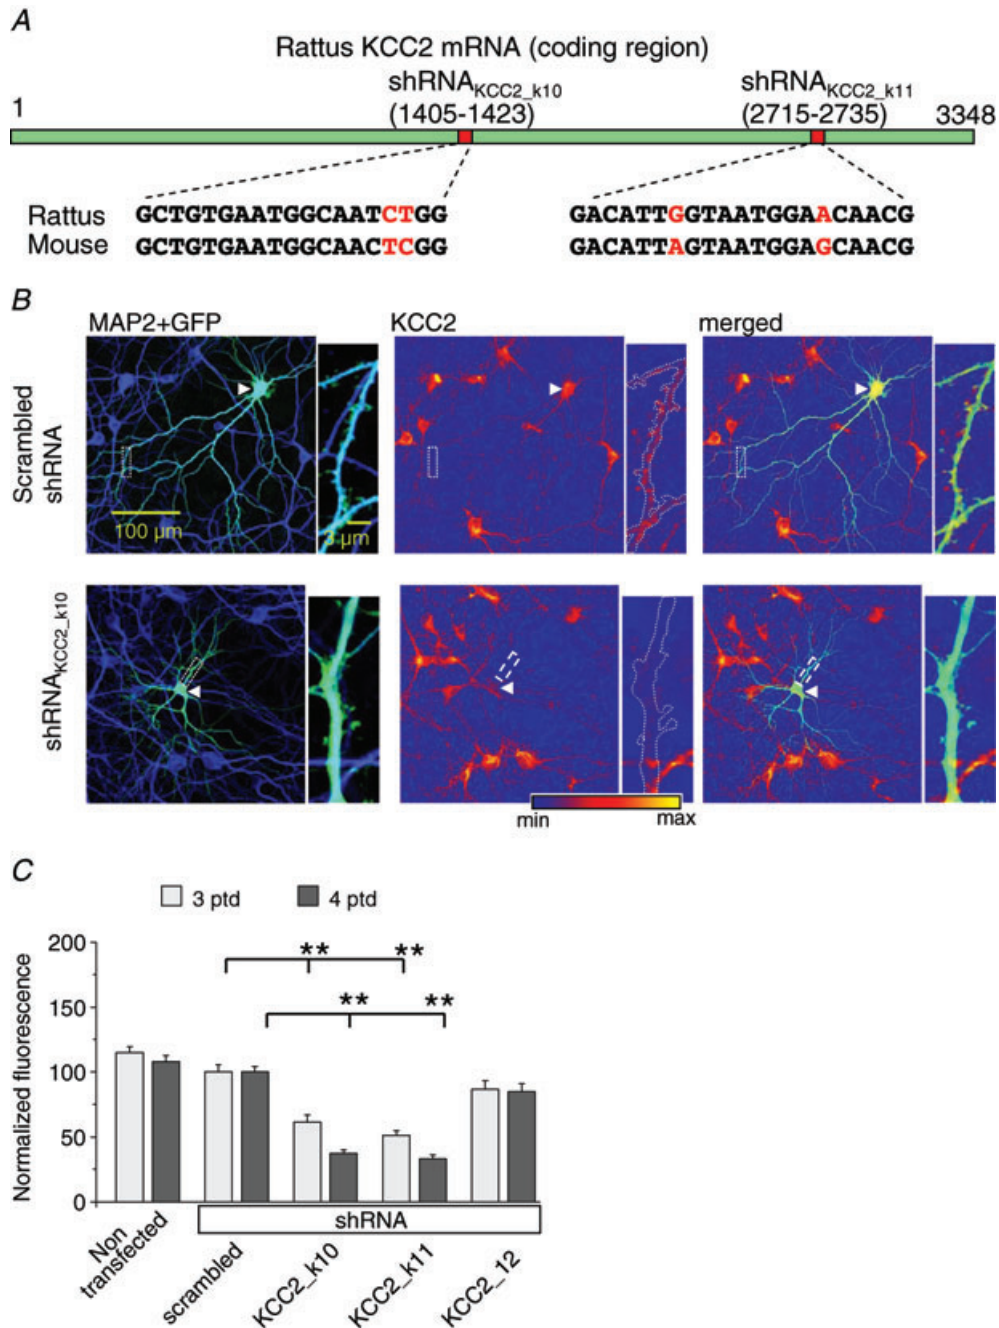 A
Rattus KCC2 mRNA (coding region)
shRNAKCC2_k10
shRNAKCC2_k11
1
(1405-1423)
(2715-2735)
3348
Rattus
GCTGTGAATGGCAATCTGG
GACATTGGTAATGGAACAACG
Mouse
GCTGTGAATGGCAACTCGG
GACATTAGTAATGGAGCAACG
B
MAP2+GFP
KCC2
merged
Scrambled
shRNA
100 µm
3 µm
shRNAKCC2_k10
min
max
C
3 ptd
4 ptd
Normalized fluorescence
200
150
100
50
0
**
**
**
**
shRNA
Non
transfected
scrambled
KCC2_k10
KCC2_k11
KCC2_12